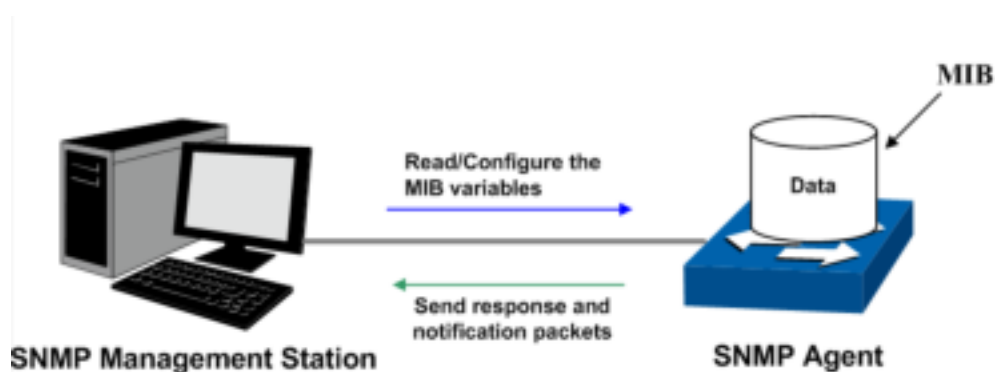 MIB
Read/Configure the
MIB variables
Data
Send response and
notification packets
SNMP Management Station
SNMP Agent